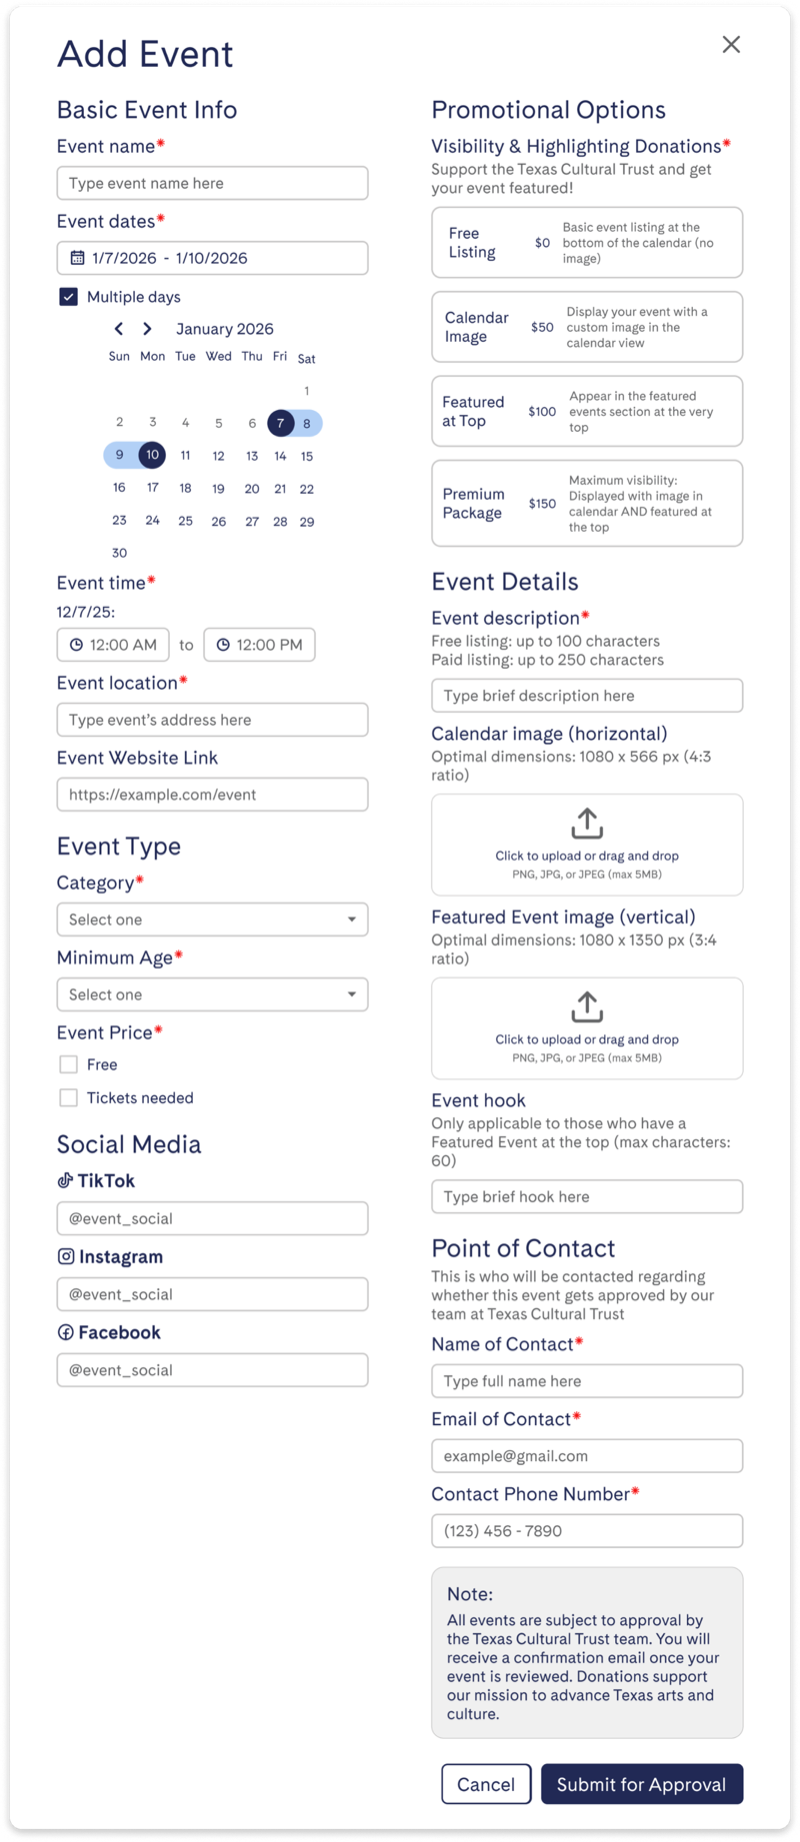 Add Event
Basic Event Info
Event name*
Type event name here
Event dates*
1/7/2026 - 1/10/2026
Multiple days
January 2026
Sun Mon Tue Wed Thu Fri Sat
1
2 3 4 5 6 7 8
9 10 11 12 13 14 15
16 17 18 19 20 21 22
23 24 25 26 27 28 29
30
Event time*
12/7/25:
12:00 AM to 12:00 PM
Event location*
Type event's address here
Event Website Link
https://example.com/event
Event Type
Category*
Select one
Minimum Age*
Select one
Event Price*
Free
Tickets needed
Social Media
TikTok
@event_social
Instagram
@event_social
Facebook
@event_social
Promotional Options
Visibility & Highlighting Donations*
Support the Texas Cultural Trust and get
your event featured!
Free
Listing
$0
Basic event listing at the
bottom of the calendar (no
image)
Calendar
Image
$50
Display your event with a
custom image in the
calendar view
Featured
at Top
$100
Appear in the featured
events section at the very
top
Premium
Package
$150
Maximum visibility:
Displayed with image in
calendar AND featured at
the top
Event Details
Event description*
Free listing: up to 100 characters
Paid listing: up to 250 characters
Type brief description here
Calendar image (horizontal)
Optimal dimensions: 1080 x 566 px (4:3
ratio)
Click to upload or drag and drop
PNG, JPG, or JPEG (max 5MB)
Featured Event image (vertical)
Optimal dimensions: 1080 x 1350 px (3:4
ratio)
Click to upload or drag and drop
PNG, JPG, or JPEG (max 5MB)
Event hook
Only applicable to those who have a
Featured Event at the top (max characters:
60)
Type brief hook here
Point of Contact
This is who will be contacted regarding
whether this event gets approved by our
team at Texas Cultural Trust
Name of Contact*
Type full name here
Email of Contact*
example@gmail.com
Contact Phone Number*
(123) 456 - 7890
Note:
All events are subject to approval by
the Texas Cultural Trust team. You will
receive a confirmation email once your
event is reviewed. Donations support
our mission to advance Texas arts and
culture.
Cancel
Submit for Approval